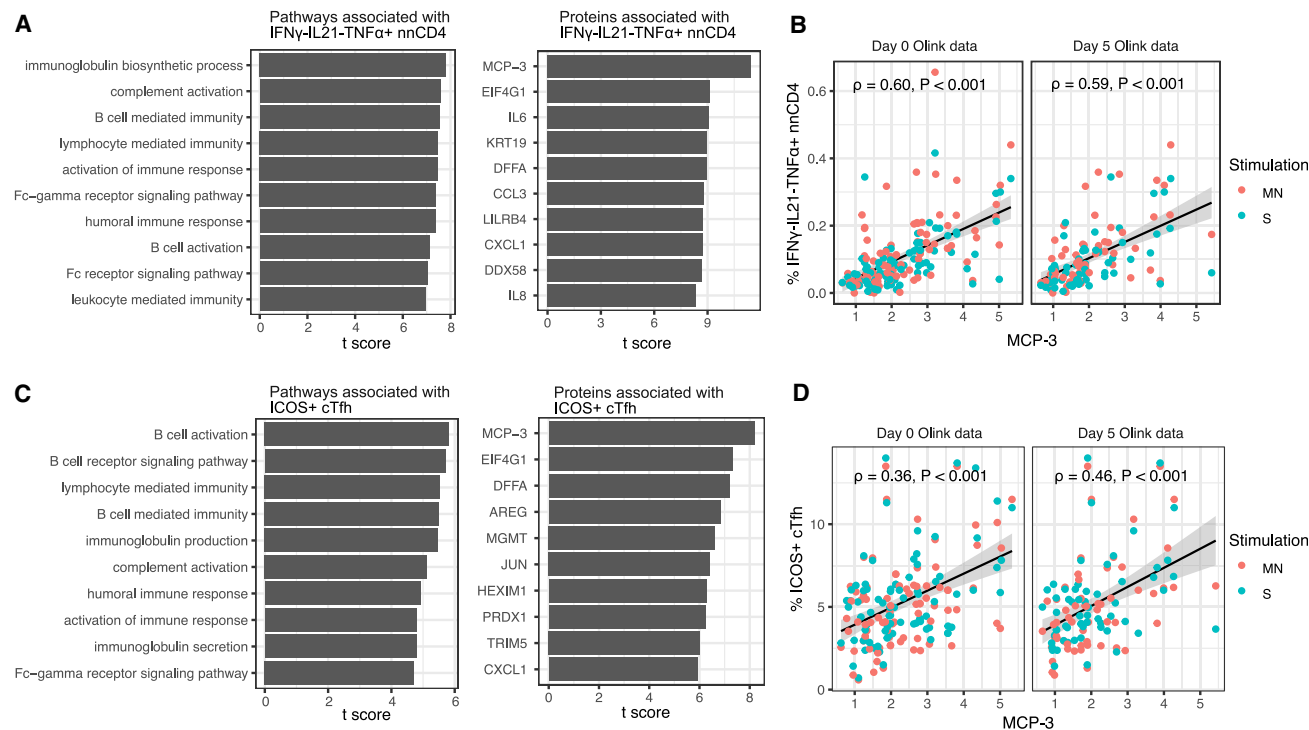 A
Pathways associated with
IFNγ-IL21-TNFα+ nnCD4
immunoglobulin biosynthetic process
complement activation
B cell mediated immunity
lymphocyte mediated immunity
activation of immune response
Fc−gamma receptor signaling pathway
humoral immune response
B cell activation
Fc receptor signaling pathway
leukocyte mediated immunity
0 2 4 6 8
t score
Proteins associated with
IFNγ-IL21-TNFα+ nnCD4
MCP−3
EIF4G1
IL6
KRT19
DFFA
CCL3
LILRB4
CXCL1
DDX58
IL8
0 3 6 9
t score
B
Day 0 Olink data
Day 5 Olink data
ρ = 0.60, P < 0.001
ρ = 0.59, P < 0.001
% IFNγ-IL21-TNFα+ nnCD4
0.6
0.4
0.2
0.0
1 2 3 4 5
1 2 3 4 5
MCP−3
Stimulation
MN
S
C
Pathways associated with
ICOS+ cTfh
B cell activation
B cell receptor signaling pathway
lymphocyte mediated immunity
B cell mediated immunity
immunoglobulin production
complement activation
humoral immune response
activation of immune response
immunoglobulin secretion
Fc−gamma receptor signaling pathway
0 2 4 6
t score
Proteins associated with
ICOS+ cTfh
MCP−3
EIF4G1
DFFA
AREG
MGMT
JUN
HEXIM1
PRDX1
TRIM5
CXCL1
0 2 4 6 8
t score
D
Day 0 Olink data
Day 5 Olink data
ρ = 0.36, P < 0.001
ρ = 0.46, P < 0.001
% ICOS+ cTfh
10
5
0
1 2 3 4 5
1 2 3 4 5
MCP−3
Stimulation
MN
S